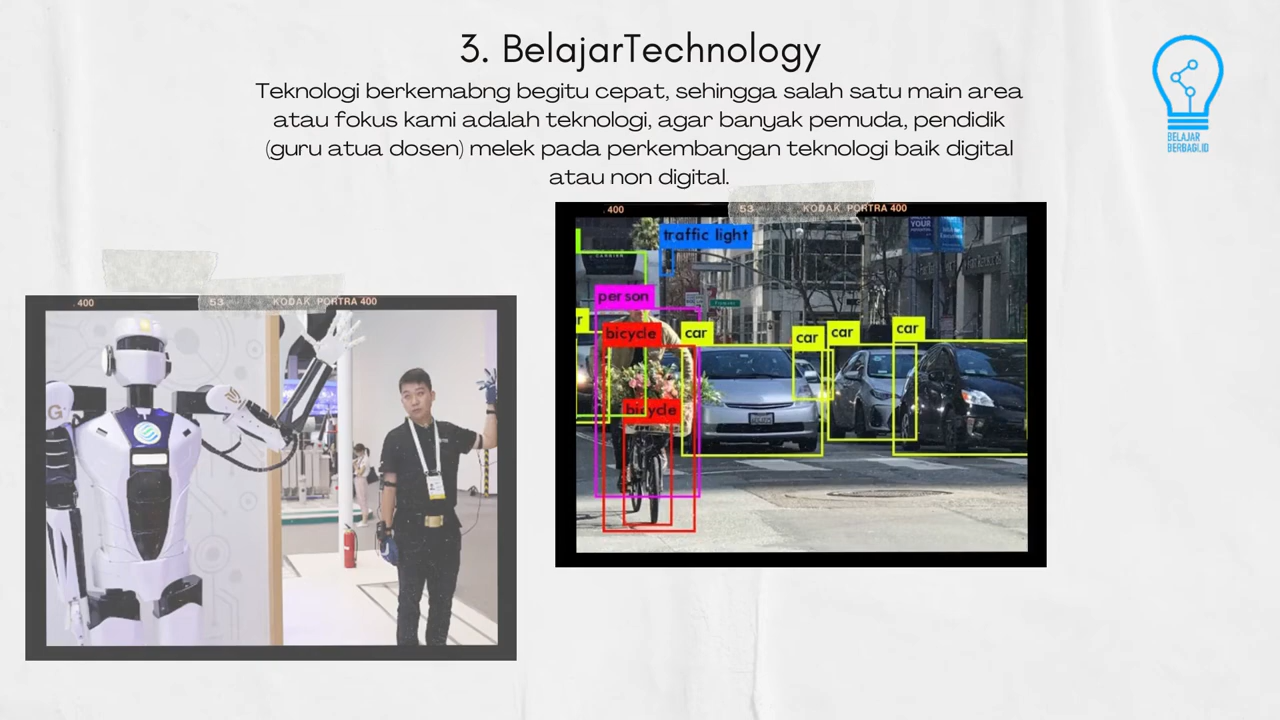 3. BelajarTechnology
Teknologi berkemabng begitu cepat, sehingga salah satu main area
atau fokus kami adalah teknologi, agar banyak pemuda, pendidik
(guru atua dosen) melek pada perkembangan teknologi baik digital
atau non digital.
BELAJAR
BERBAGI.ID
400
53
KODAK PORTRA 400
traffic light
person
bicycle
car
car
car
car
r
bicycle
400
53
KODAK PORTRA 400
G